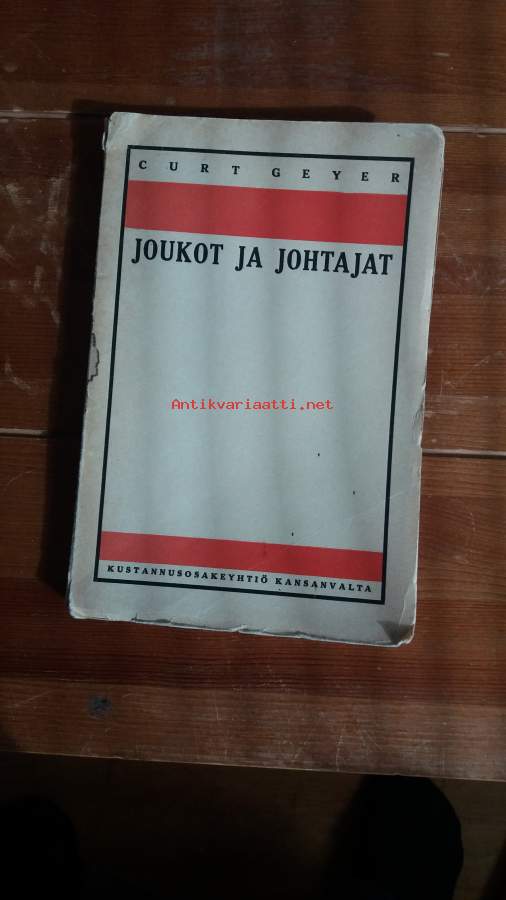 CURT GEYER
JOUKOT JA JOHTAJAT
Antikvariaatti.net
KUSTANNUSOSAKEYHTIÖ KANSANVALTA